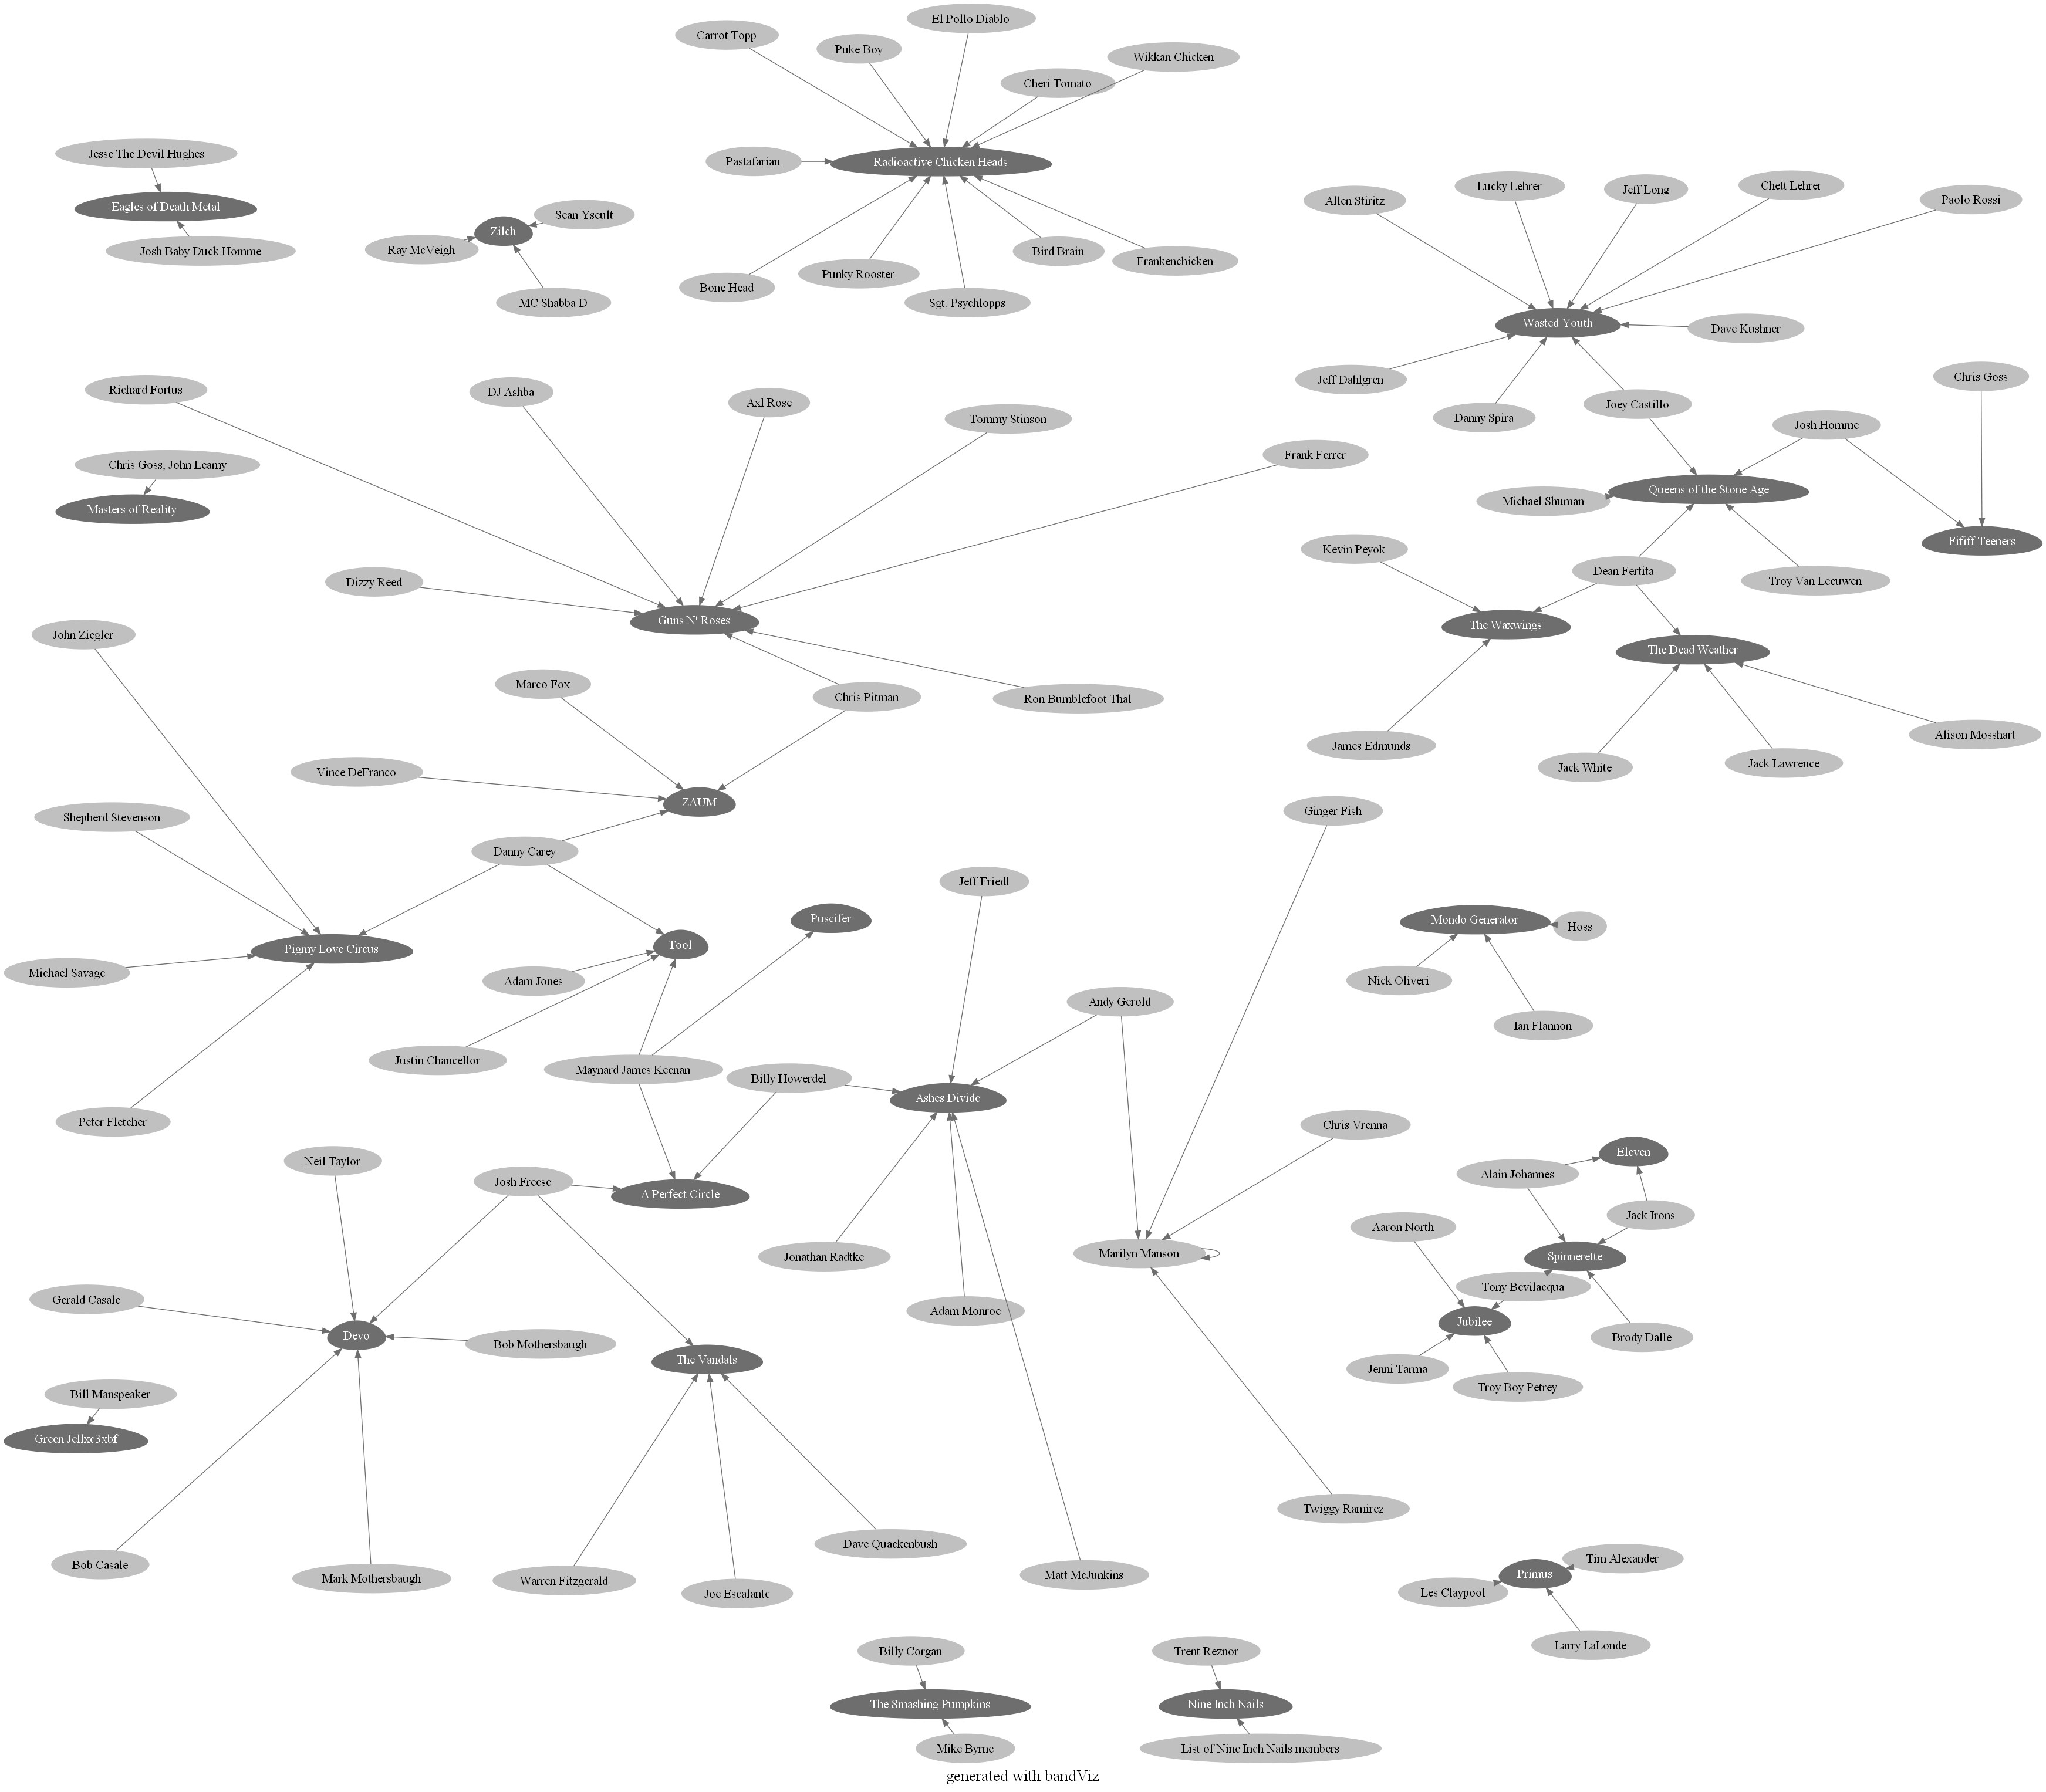 El Pollo Diablo
Carrot Topp
Puke Boy
Wikkan Chicken
Cheri Tomato
Jesse The Devil Hughes
Pastafarian
Radioactive Chicken Heads
Eagles of Death Metal
Sean Yseult
Zilch
Ray McVeigh
Josh Baby Duck Homme
Bone Head
Punky Rooster
Bird Brain
Frankenchicken
MC Shabba D
Sgt. Psychlopps
Allen Stiritz
Lucky Lehrer
Jeff Long
Chett Lehrer
Paolo Rossi
Wasted Youth
Dave Kushner
Jeff Dahlgren
Danny Spira
Joey Castillo
Chris Goss
Josh Homme
Richard Fortus
DJ Ashba
Axl Rose
Tommy Stinson
Frank Ferrer
Chris Goss, John Leamy
Masters of Reality
Michael Shuman
Queens of the Stone Age
Fififf Teeners
Kevin Peyok
Dean Fertita
Troy Van Leeuwen
Dizzy Reed
Guns N' Roses
The Waxwings
John Ziegler
The Dead Weather
Marco Fox
Chris Pitman
Ron Bumblefoot Thal
James Edmunds
Jack White
Jack Lawrence
Alison Mosshart
Vince DeFranco
ZAUM
Shepherd Stevenson
Ginger Fish
Danny Carey
Jeff Friedl
Puscifer
Mondo Generator
Hoss
Pigmy Love Circus
Tool
Michael Savage
Adam Jones
Nick Oliveri
Andy Gerold
Ian Flannon
Justin Chancellor
Maynard James Keenan
Billy Howerdel
Ashes Divide
Peter Fletcher
Chris Vrenna
Neil Taylor
Josh Freese
A Perfect Circle
Eleven
Alain Johannes
Jack Irons
Aaron North
Jonathan Radtke
Marilyn Manson
Spinnerette
Tony Bevilacqua
Gerald Casale
Adam Monroe
Jubilee
Devo
Bob Mothersbaugh
Brody Dalle
The Vandals
Jenni Tarma
Troy Boy Petrey
Bill Manspeaker
Green Jellxc3xbf
Twiggy Ramirez
Dave Quackenbush
Bob Casale
Mark Mothersbaugh
Warren Fitzgerald
Joe Escalante
Matt McJunkins
Tim Alexander
Primus
Les Claypool
Larry LaLonde
Billy Corgan
Trent Reznor
The Smashing Pumpkins
Nine Inch Nails
Mike Byrne
List of Nine Inch Nails members
generated with bandViz